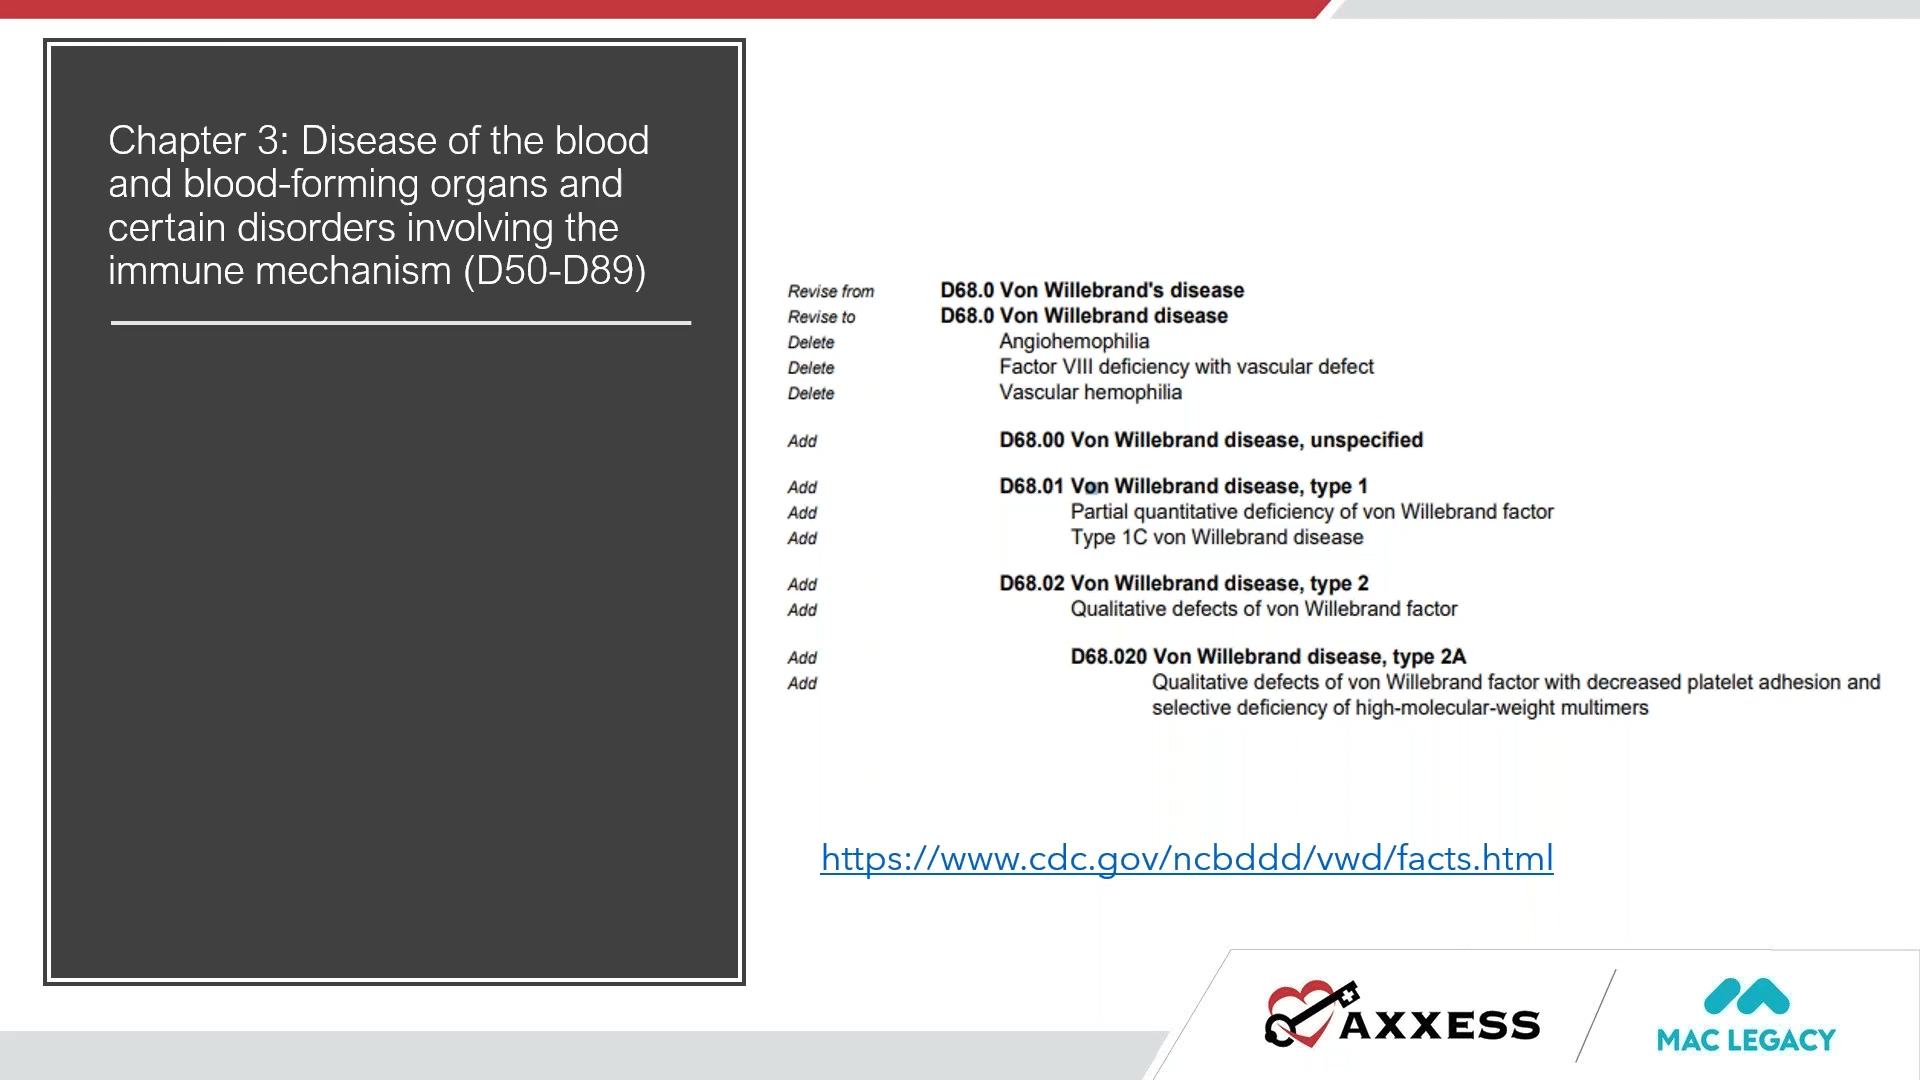 Chapter 3: Disease of the blood
and blood-forming organs and
certain disorders involving the
immune mechanism (D50-D89)
Revise from D68.0 Von Willebrand's disease
Revise to D68.0 Von Willebrand disease
Delete Angiohemophilia
Delete Factor VIII deficiency with vascular defect
Delete Vascular hemophilia
Add D68.00 Von Willebrand disease, unspecified
Add D68.01 Von Willebrand disease, type 1
Add Partial quantitative deficiency of von Willebrand factor
Add Type 1C von Willebrand disease
Add D68.02 Von Willebrand disease, type 2
Add Qualitative defects of von Willebrand factor
Add D68.020 Von Willebrand disease, type 2A
Add Qualitative defects of von Willebrand factor with decreased platelet adhesion and
selective deficiency of high-molecular-weight multimers
https://www.cdc.gov/ncbddd/vwd/facts.html
AXXESS
MAC LEGACY